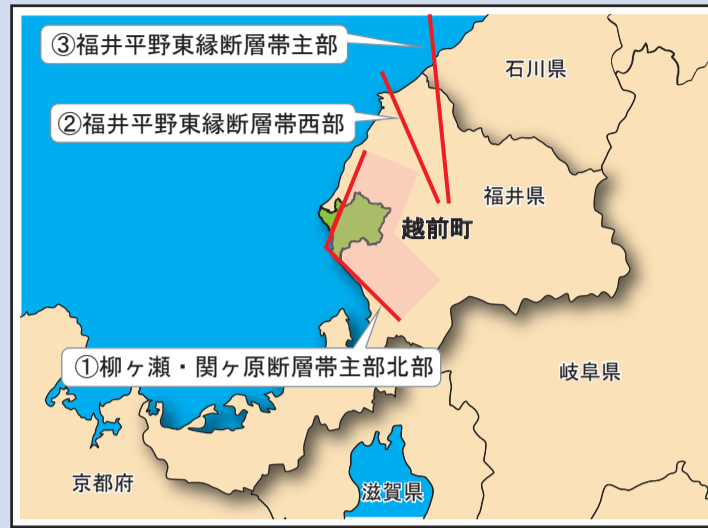 ③福井平野東縁断層帯主部
石川県
②福井平野東縁断層帯西部
福井県
越前町
①柳ヶ瀬・関ヶ原断層帯主部北部
岐阜県
京都府
滋賀県